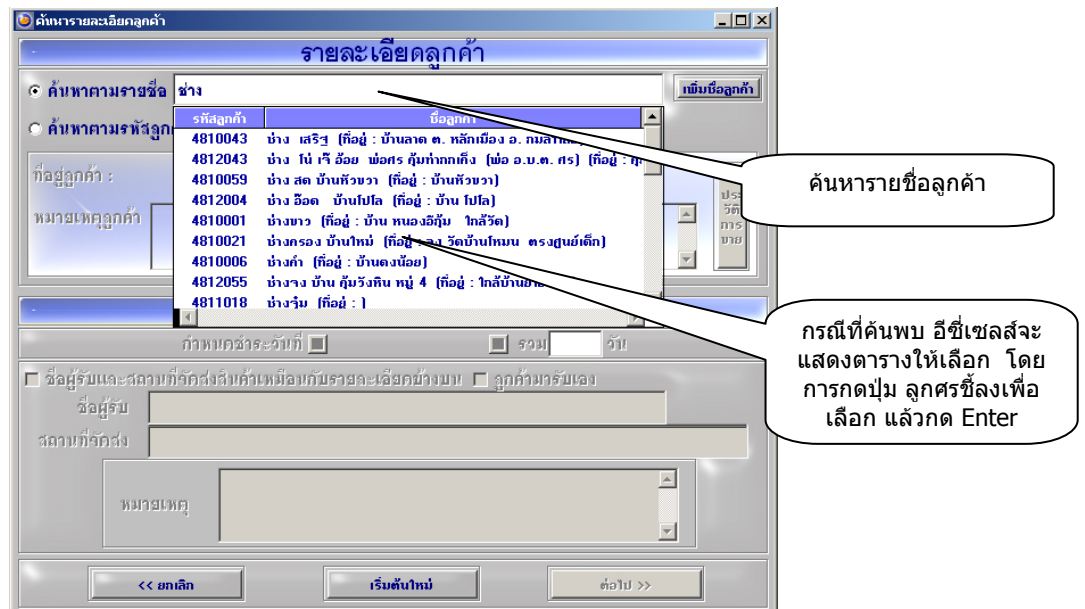 ค้นหารายละเอียดลูกค้า
รายละเอียดลูกค้า
ค้นหาตามรายชื่อ ช่าง เพิ่มชื่อลูกค้า
ค้นหาตามรหัสลูกค้า
รหัสลูกค้า ชื่อลูกค้า
4810043 ช่าง เสริฐ (ที่อยู่ : บ้านลาด ต. หลักเมือง อ.
4812043 ช่าง โน่ เจ๊ อ้อย พ่อศร คุ้มท่ากกเก็ง (พ่อ อ.บ.ต. ศร) (ที่อยู่ :
4810059 ช่าง สด บ้านหัวขวา (ที่อยู่ : บ้านหัวขวา)
4812004 ช่าง อ๊อด บ้านโปโล (ที่อยู่ : บ้าน โปโล)
4810001 ช่างขาว (ที่อยู่ : บ้าน หนองอีกุ้ม ใกล้วัด)
4810021 ช่างครอง บ้านใหม่ (ที่อยู่ : วัดบ้านโหมน ตรงศูนย์เด็ก)
4810006 ช่างคำ (ที่อยู่ : บ้านดงน้อย)
4812055 ช่างจง บ้าน คุ้มวังหิน หมู่ 4 (ที่อยู่ :
4811018 ช่างจุ๋ม (ที่อยู่ : )
ที่อยู่ลูกค้า :
หมายเหตุลูกค้า
ประ
วัติ
การ
ขาย
กำหนดชำระวันที่ รวม วัน
ชื่อผู้รับและสถานที่จัดส่งสินค้าเหมือนกับรายละเอียดข้างบน ลูกค้ามารับเอง
ชื่อผู้รับ
สถานที่จัดส่ง
หมายเหตุ
<< ยกเลิก เริ่มต้นใหม่ ต่อไป >>
ค้นหารายชื่อลูกค้า
กรณีที่ค้นพบ อีซี่เซลส์จะ
แสดงตารางให้เลือก โดย
การกดปุ่ม ลูกศรชี้ลงเพื่อ
เลือก แล้วกด Enter